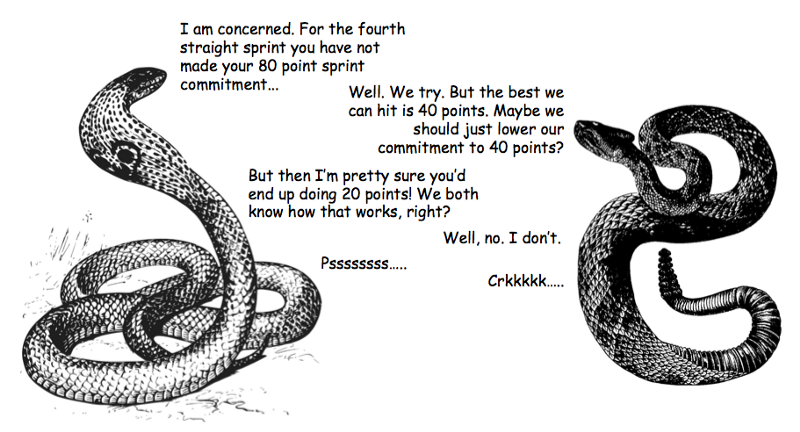 I am concerned. For the fourth
straight sprint you have not
made your 80 point sprint
commitment...
Well. We try. But the best we
can hit is 40 points. Maybe we
should just lower our
commitment to 40 points?
But then I'm pretty sure you'd
end up doing 20 points! We both
know how that works, right?
Well, no. I don't.
Pssssssss.....
Crkkkkk.....